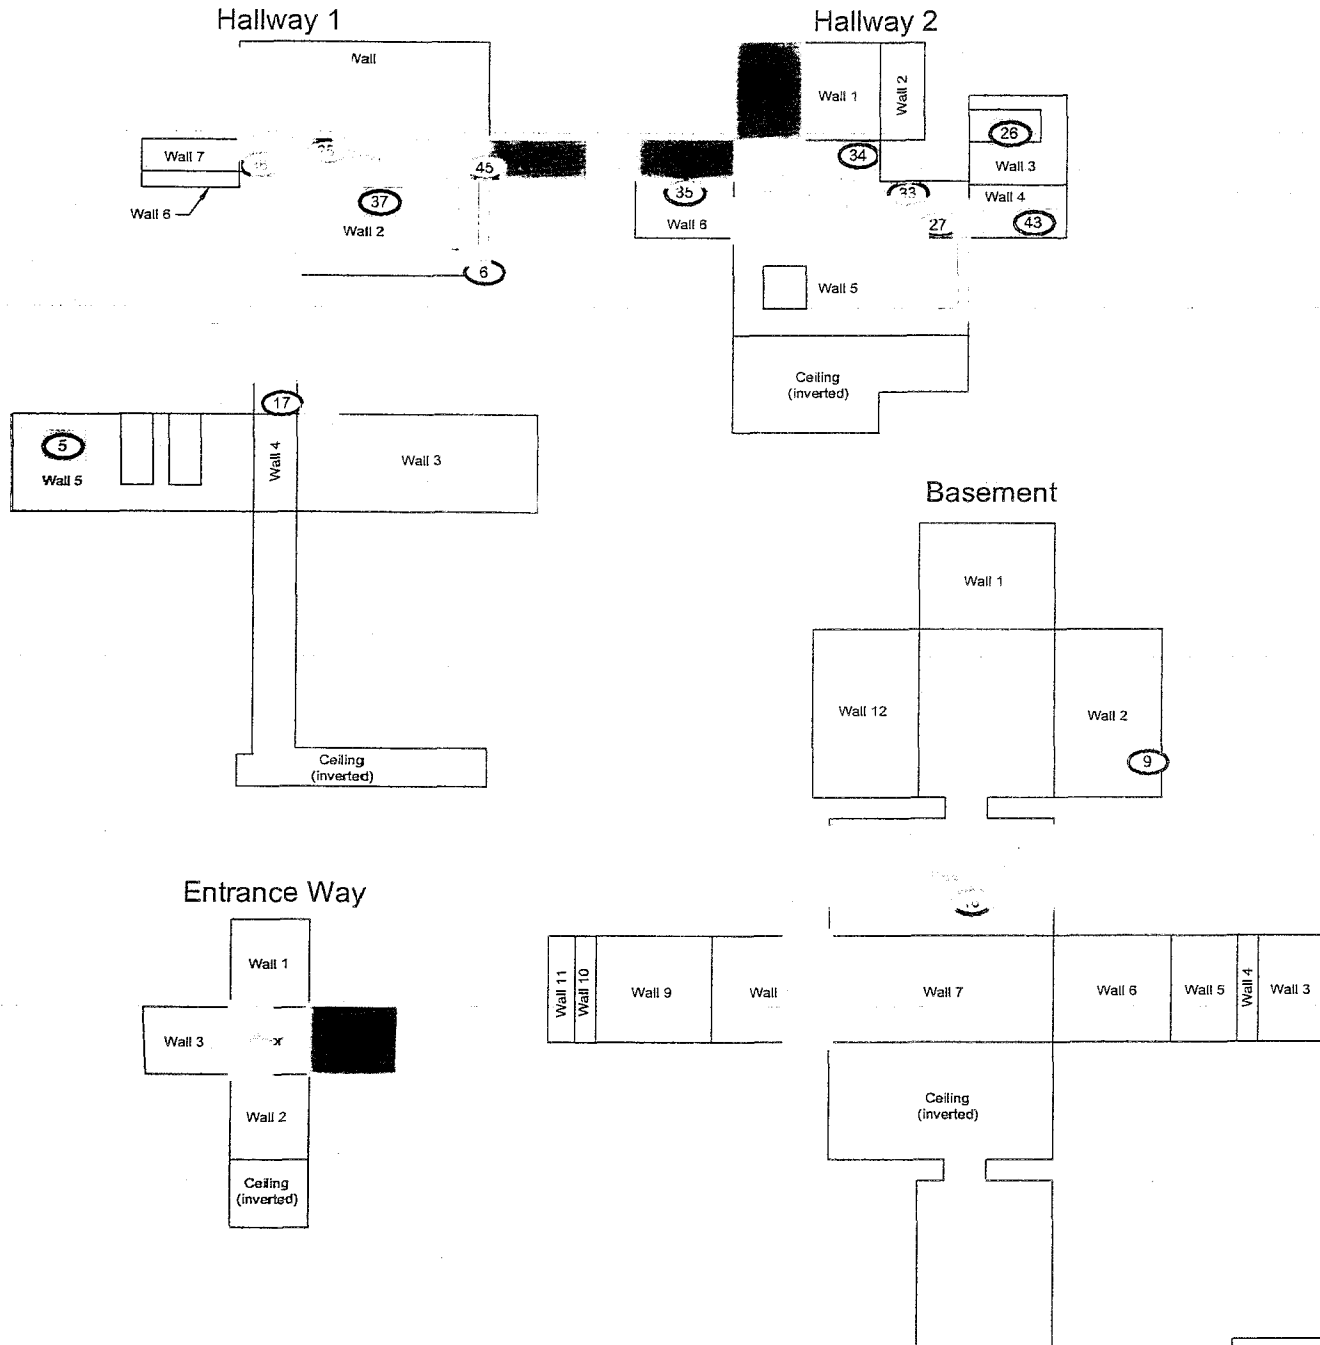 Hallway 1
Wall
Wall 7
45
Wall 6
37
Wall 2
6
17
5
Wall 5
Wall 4
Wall 3
Ceiling
(inverted)
Hallway 2
Wall 1
Wall 2
26
34
Wall 3
35
33
Wall 4
Wall 6
27
43
Wall 5
Ceiling
(inverted)
Basement
Wall 1
Wall 12
Wall 2
9
Wall 11
Wall 10
Wall 9
Wall
Wall 7
Wall 6
Wall 5
Wall 4
Wall 3
Ceiling
(inverted)
Entrance Way
Wall 1
Wall 3
Wall 2
Ceiling
(inverted)